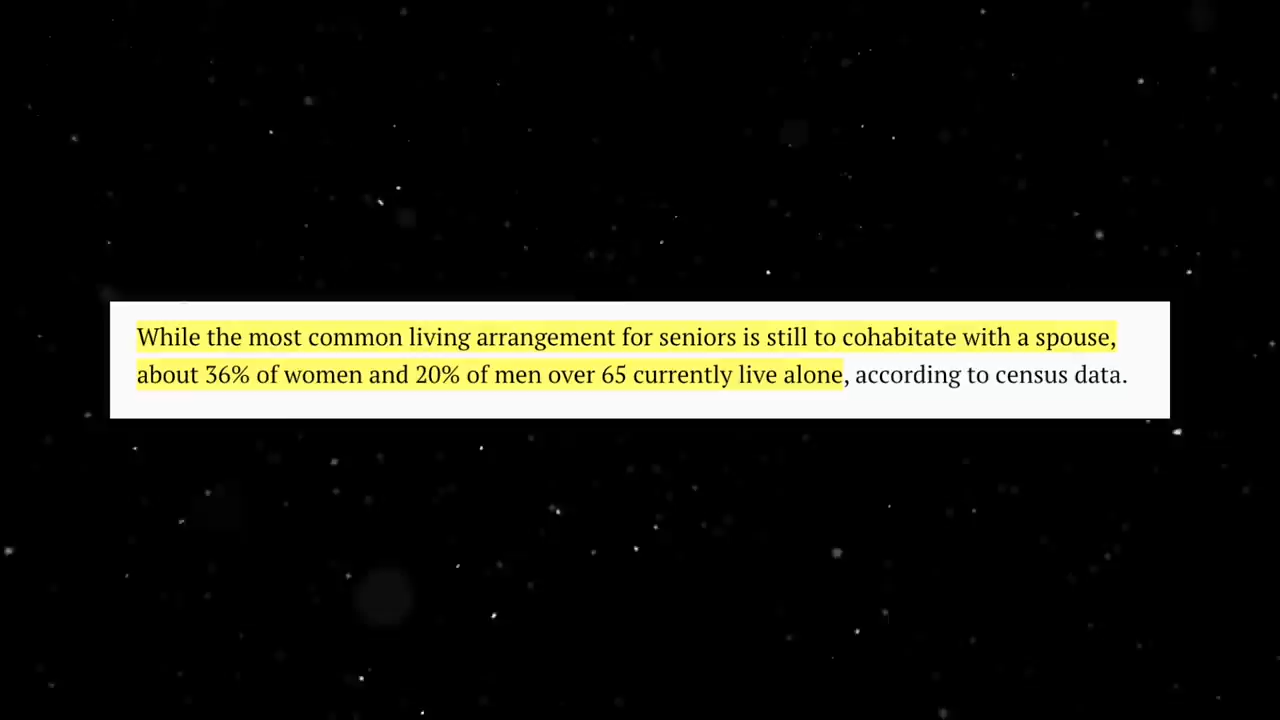 While the most common living arrangement for seniors is still to cohabitate with a spouse,
about 36% of women and 20% of men over 65 currently live alone, according to census data.